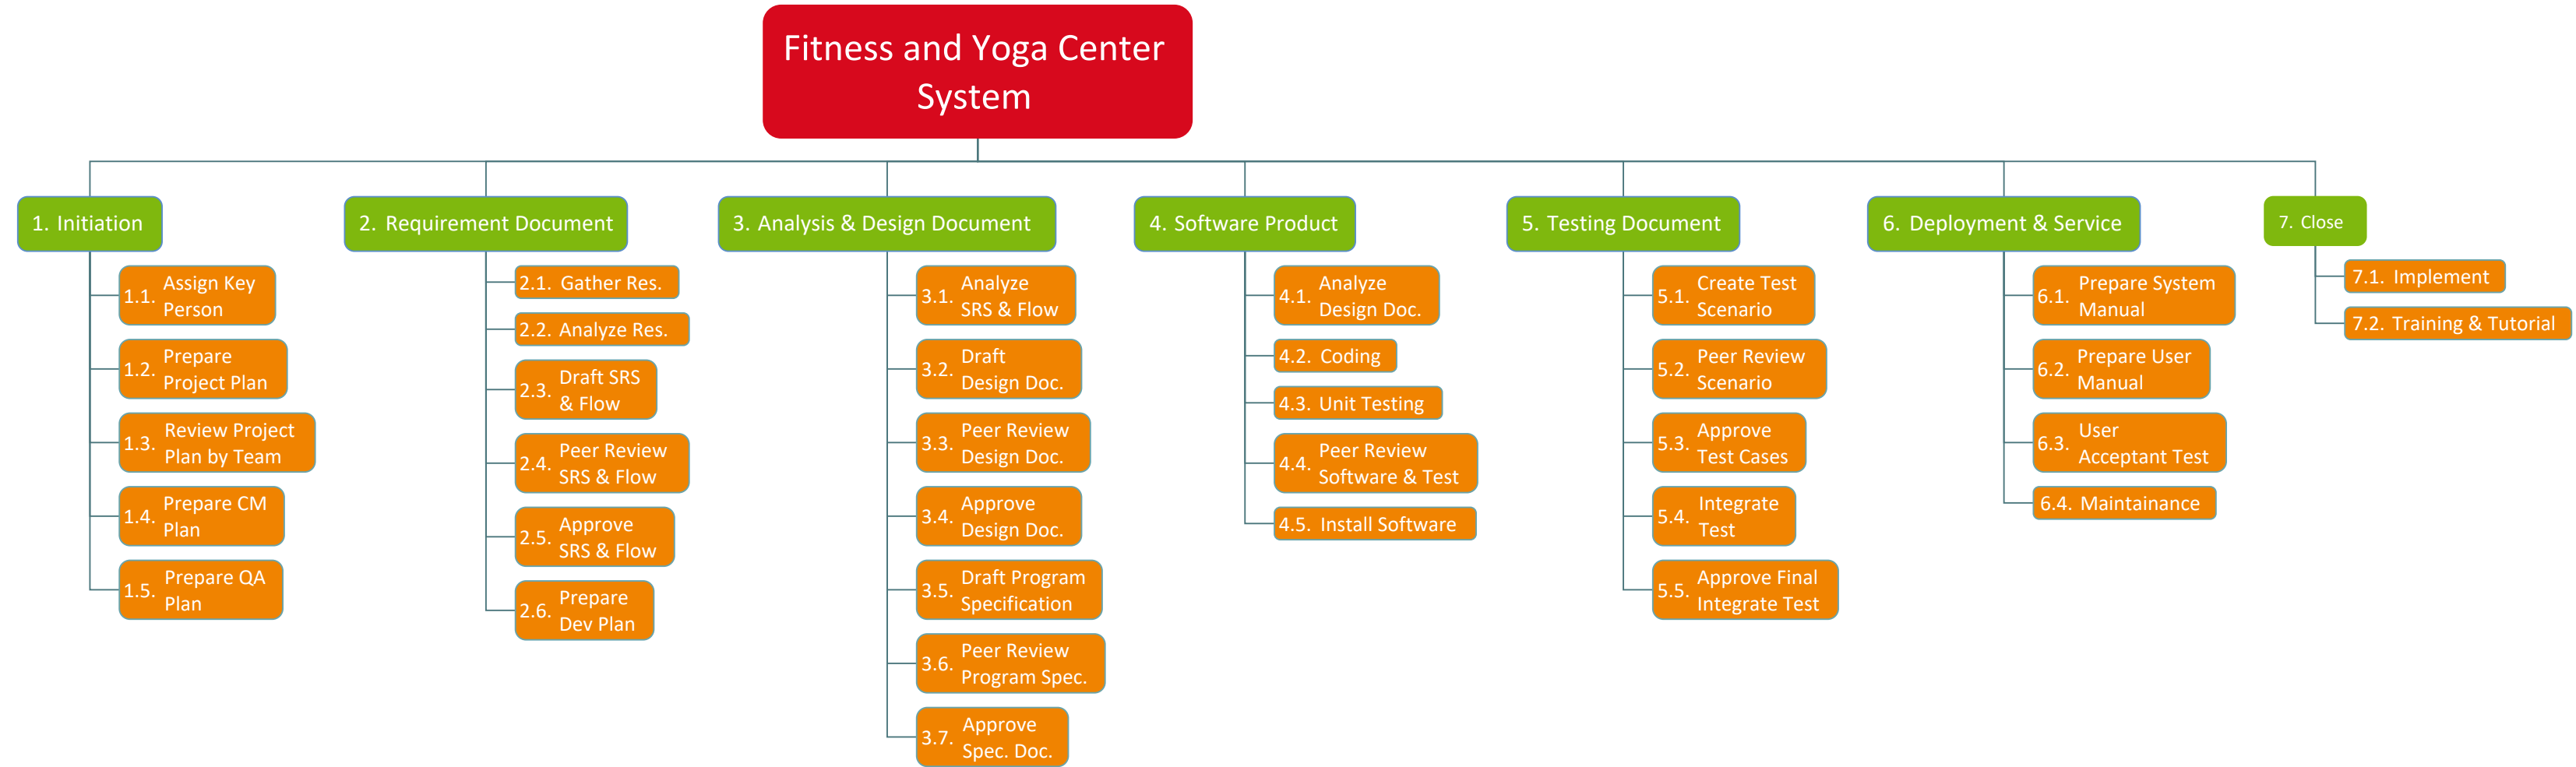 Fitness and Yoga Center
System
1. Initiation
1.1. Assign Key
Person
1.2. Prepare
Project Plan
1.3. Review Project
Plan by Team
1.4. Prepare CM
Plan
1.5. Prepare QA
Plan
2. Requirement Document
2.1. Gather Res.
2.2. Analyze Res.
2.3. Draft SRS
& Flow
2.4. Peer Review
SRS & Flow
2.5. Approve
SRS & Flow
2.6. Prepare
Dev Plan
3. Analysis & Design Document
3.1. Analyze
SRS & Flow
3.2. Draft
Design Doc.
3.3. Peer Review
Design Doc.
3.4. Approve
Design Doc.
3.5. Draft Program
Specification
3.6. Peer Review
Program Spec.
3.7. Approve
Spec. Doc.
4. Software Product
4.1. Analyze
Design Doc.
4.2. Coding
4.3. Unit Testing
4.4. Peer Review
Software & Test
4.5. Install Software
5. Testing Document
5.1. Create Test
Scenario
5.2. Peer Review
Scenario
5.3. Approve
Test Cases
5.4. Integrate
Test
5.5. Approve Final
Integrate Test
6. Deployment & Service
6.1. Prepare System
Manual
6.2. Prepare User
Manual
6.3. User
Acceptant Test
6.4. Maintainance
7. Close
7.1. Implement
7.2. Training & Tutorial